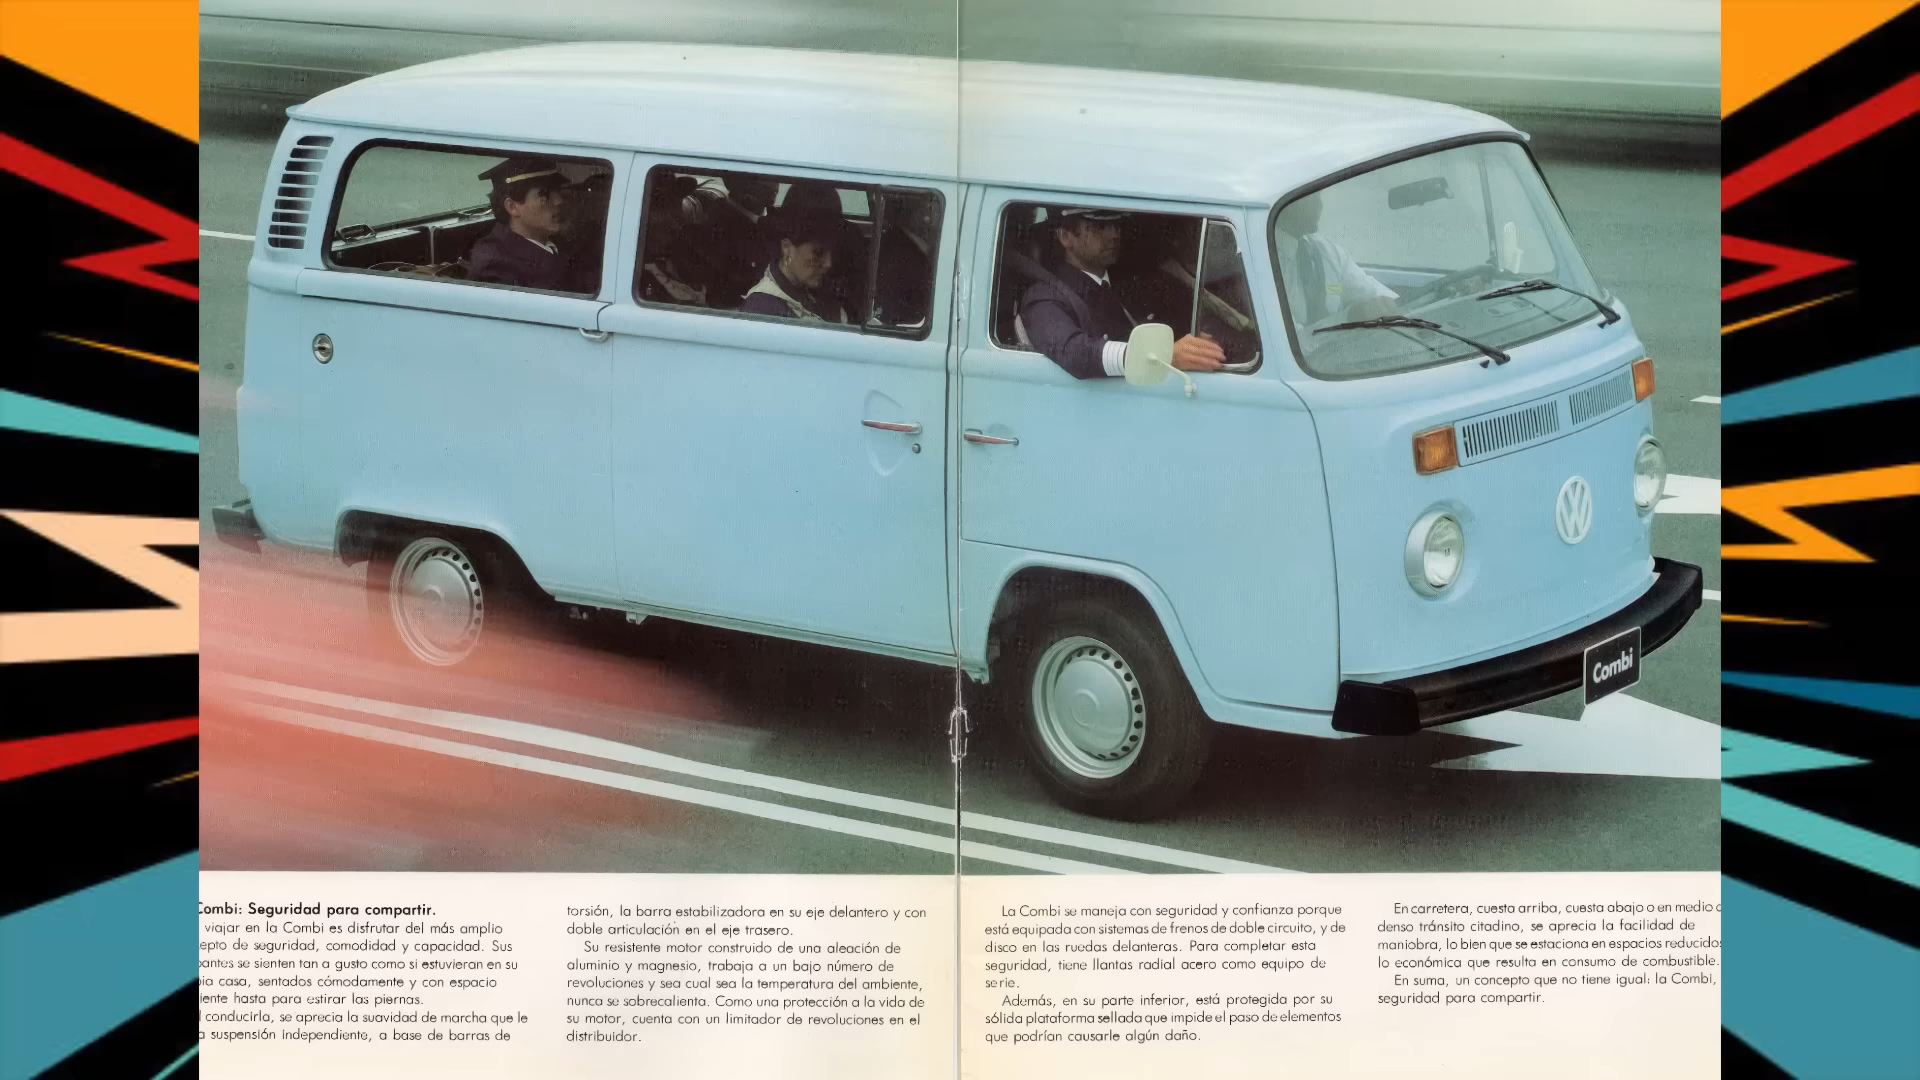 Combi
Combi: Seguridad para compartir.
viajar en la Combi es disfrutar del más amplio
de seguridad, comodidad y capacidad. Sus
se sienten tan a gusto como si estuvieran en su
casa, sentados cómodamente y con espacio
hasta para estirar las piernas.
conducirla, se aprecia la suavidad de marcha que le
suspensión independiente, a base de barras de
torsión, la barra estabilizadora en su eje delantero y con
doble articulación en el eje trasero.
Su resistente motor construido de una aleación de
aluminio y magnesio, trabaja a un bajo número de
revoluciones y sea cual sea la temperatura del ambiente,
nunca se sobrecalienta. Como una protección a la vida de
su motor, cuenta con un limitador de revoluciones en el
distribuidor.
La Combi se maneja con seguridad y confianza porque
está equipada con sistemas de frenos de doble circuito, y de
disco en las ruedas delanteras. Para completar esta
seguridad, tiene llantas radial acero como equipo de
serie.
Además, en su parte inferior, está protegida por su
sólida plataforma sellada que impide el paso de elementos
que podrían causarle algún daño.
En carretera, cuesta arriba, cuesta abajo o en medio
denso tránsito citadino, se aprecia la facilidad de
maniobra, lo bien que se estaciona en espacios reducidos
lo económica que resulta en consumo de combustible.
En suma, un concepto que no tiene igual: la Combi,
seguridad para compartir.